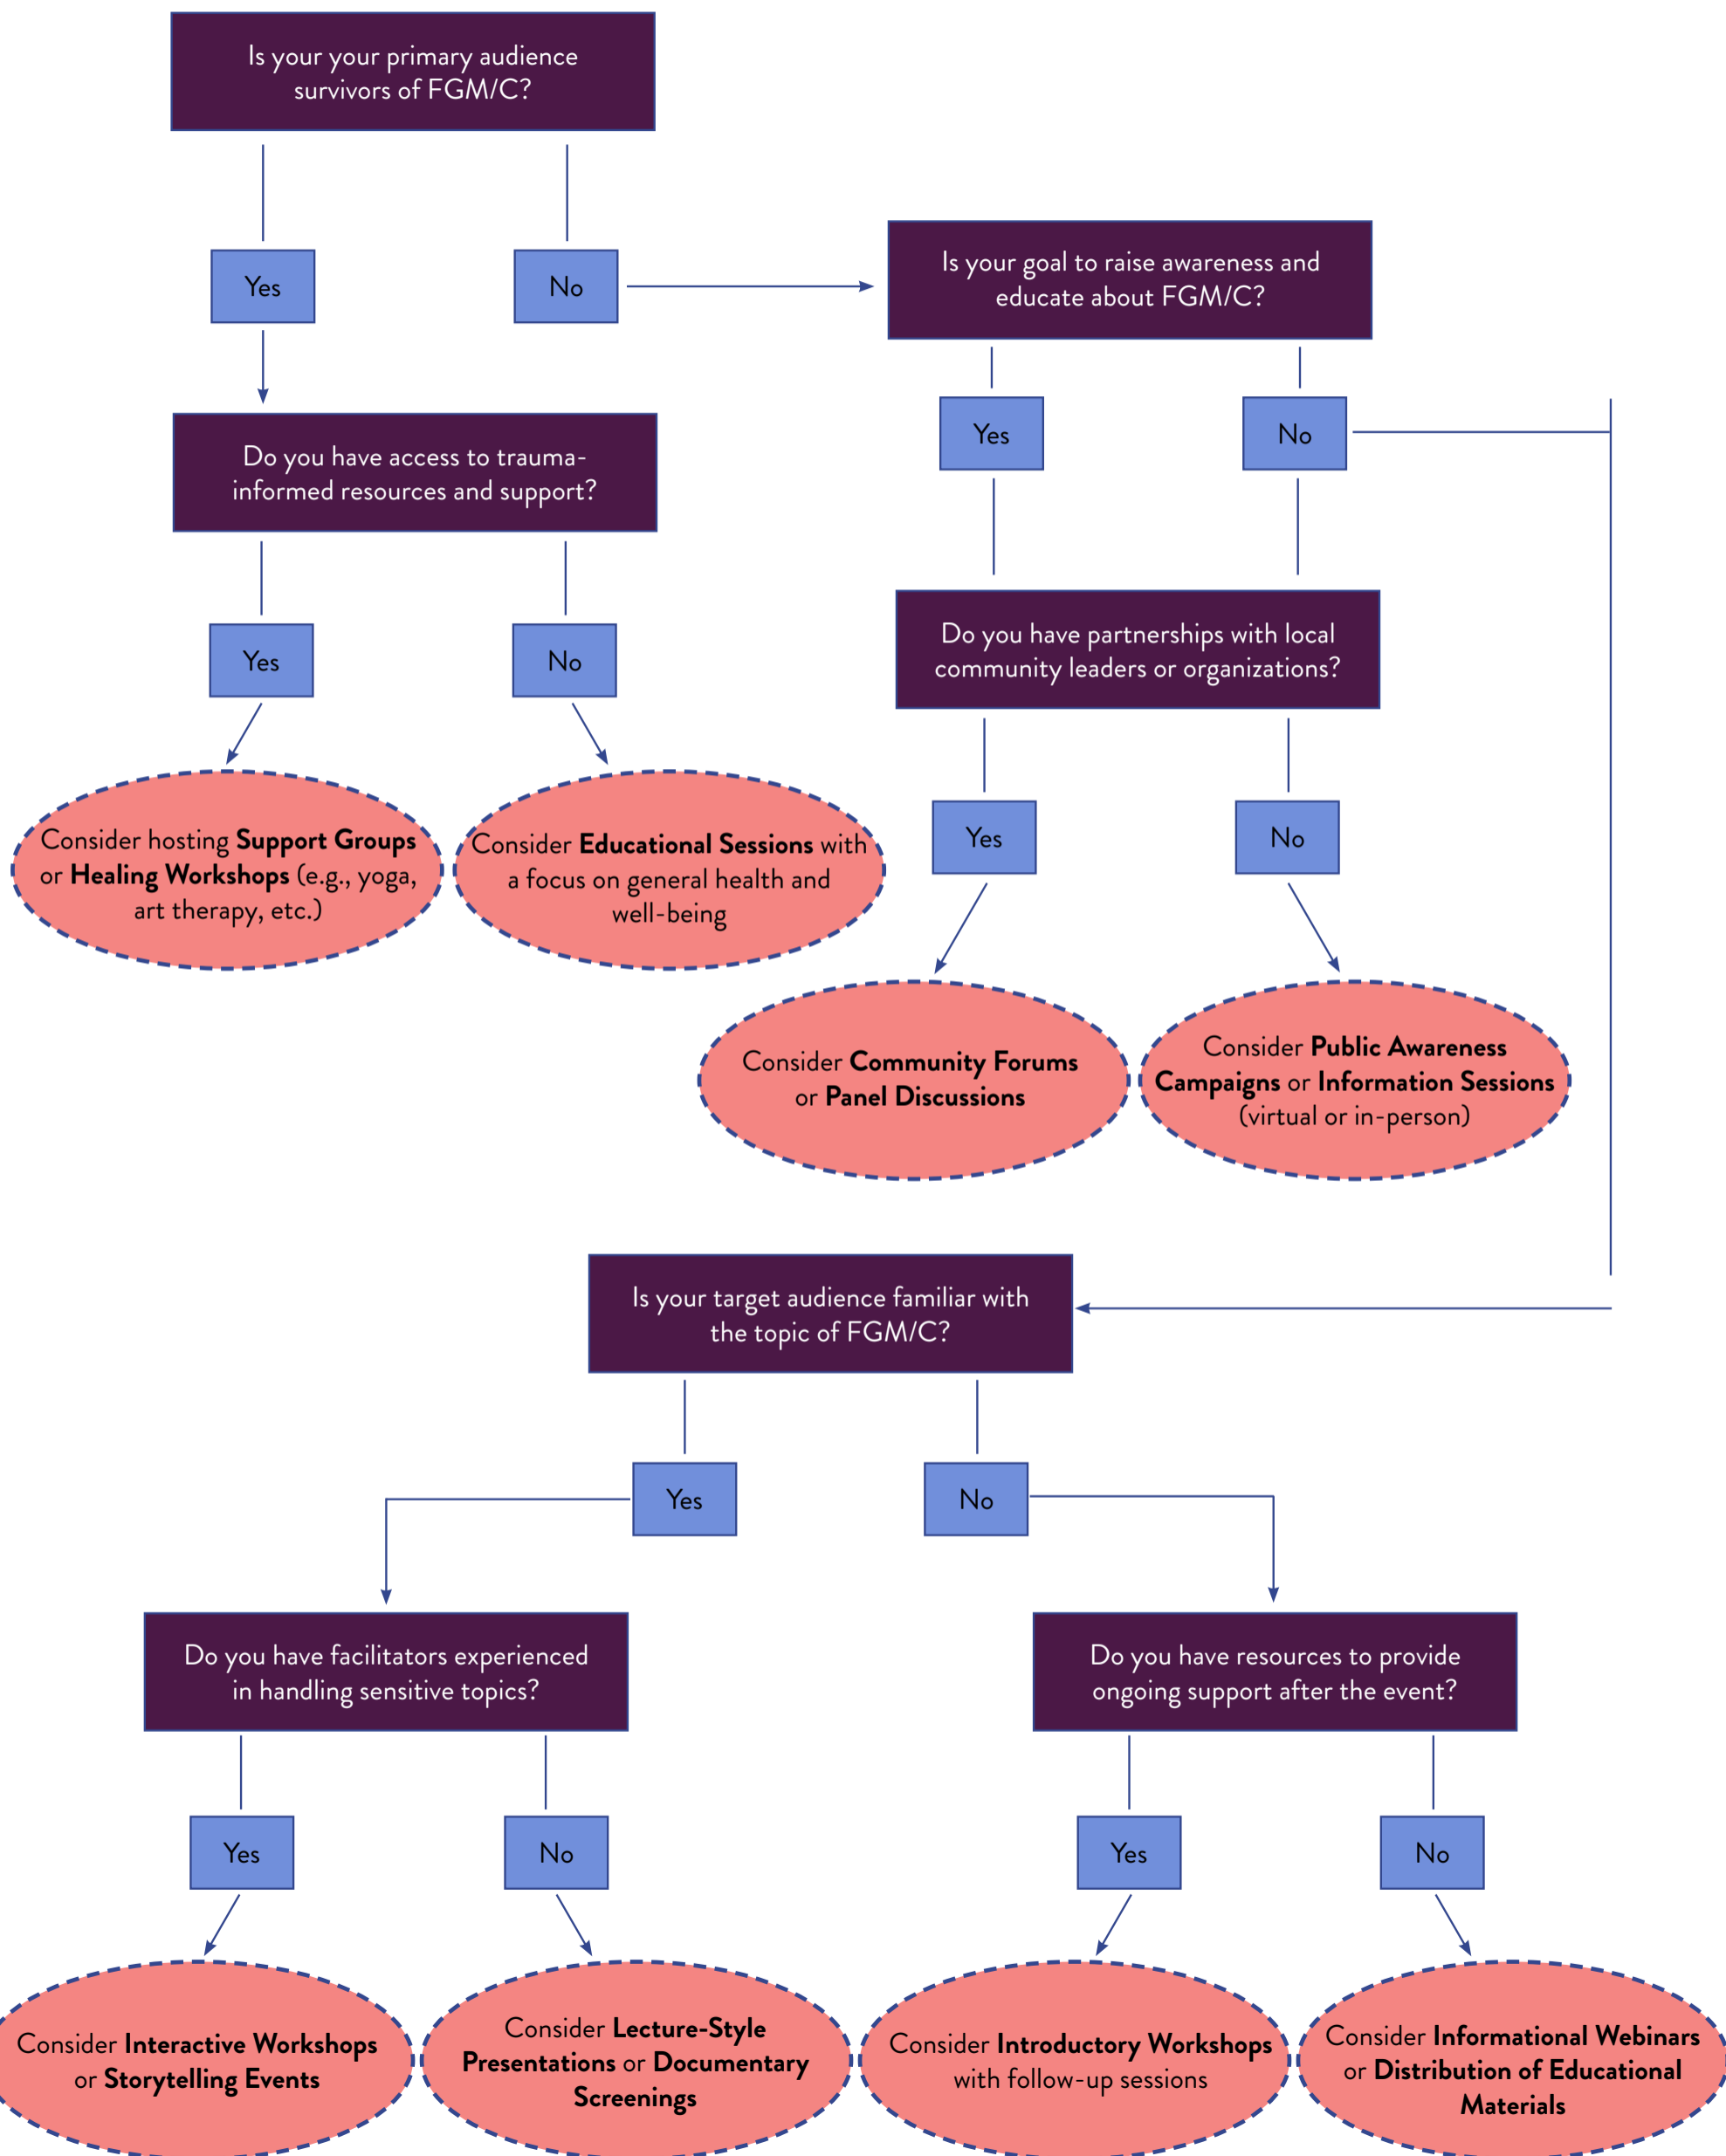 Is your your primary audience
survivors of FGM/C?
Yes
No
Is your goal to raise awareness and
educate about FGM/C?
Yes
No
Do you have access to trauma-
informed resources and support?
Yes
No
Do you have partnerships with local
community leaders or organizations?
Yes
No
Consider hosting Support Groups
or Healing Workshops (e.g., yoga,
art therapy, etc.)
Consider Educational Sessions with
a focus on general health and
well-being
Consider Community Forums
or Panel Discussions
Consider Public Awareness
Campaigns or Information Sessions
(virtual or in-person)
Is your target audience familiar with
the topic of FGM/C?
Yes
No
Do you have facilitators experienced
in handling sensitive topics?
Do you have resources to provide
ongoing support after the event?
Yes
No
Yes
No
Consider Interactive Workshops
or Storytelling Events
Consider Lecture-Style
Presentations or Documentary
Screenings
Consider Introductory Workshops
with follow-up sessions
Consider Informational Webinars
or Distribution of Educational
Materials